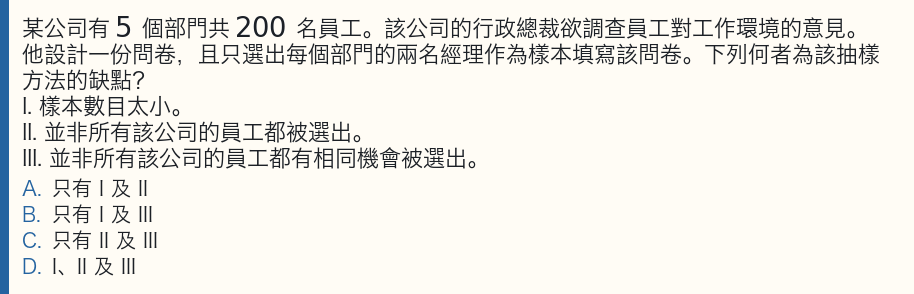 某公司有 5 個部門共 200 名員工。該公司的行政總裁欲調查員工對工作環境的意見。
他設計一份問卷，且只選出每個部門的兩名經理作為樣本填寫該問卷。下列何者為該抽樣
方法的缺點？
I. 樣本數目太小。
II. 並非所有該公司的員工都被選出。
III. 並非所有該公司的員工都有相同機會被選出。
A. 只有 I 及 II
B. 只有 I 及 III
C. 只有 II 及 III
D. I、II 及 III